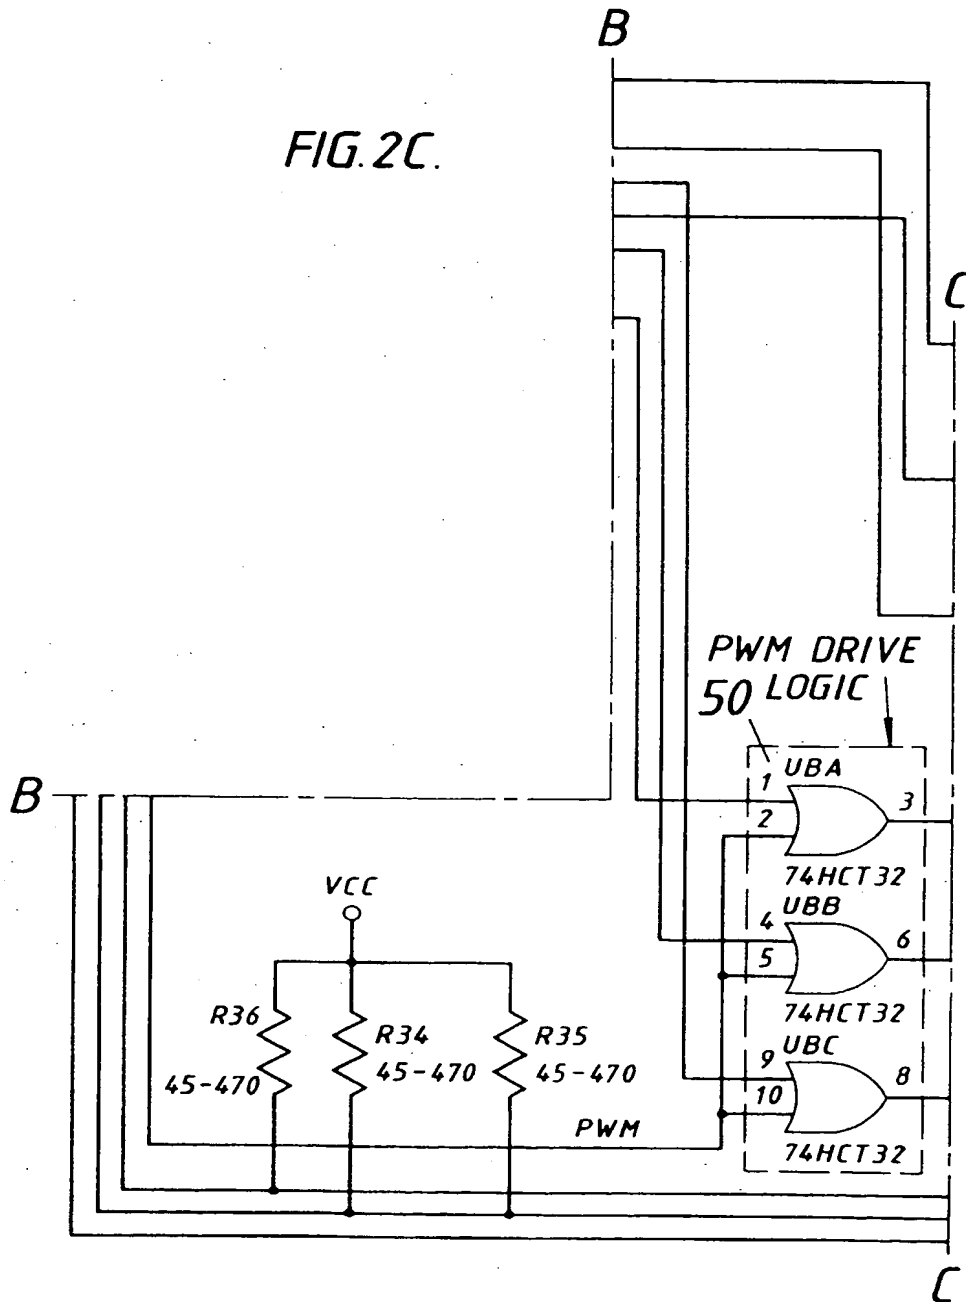 B
FIG. 2C.
C
PWM DRIVE
LOGIC
50
1
UBA
3
2
74HCT32
B
VCC
4
UBB
6
5
74HCT32
R36
45-470
R34
45-470
R35
45-470
9
UBC
8
10
74HCT32
PWM
C